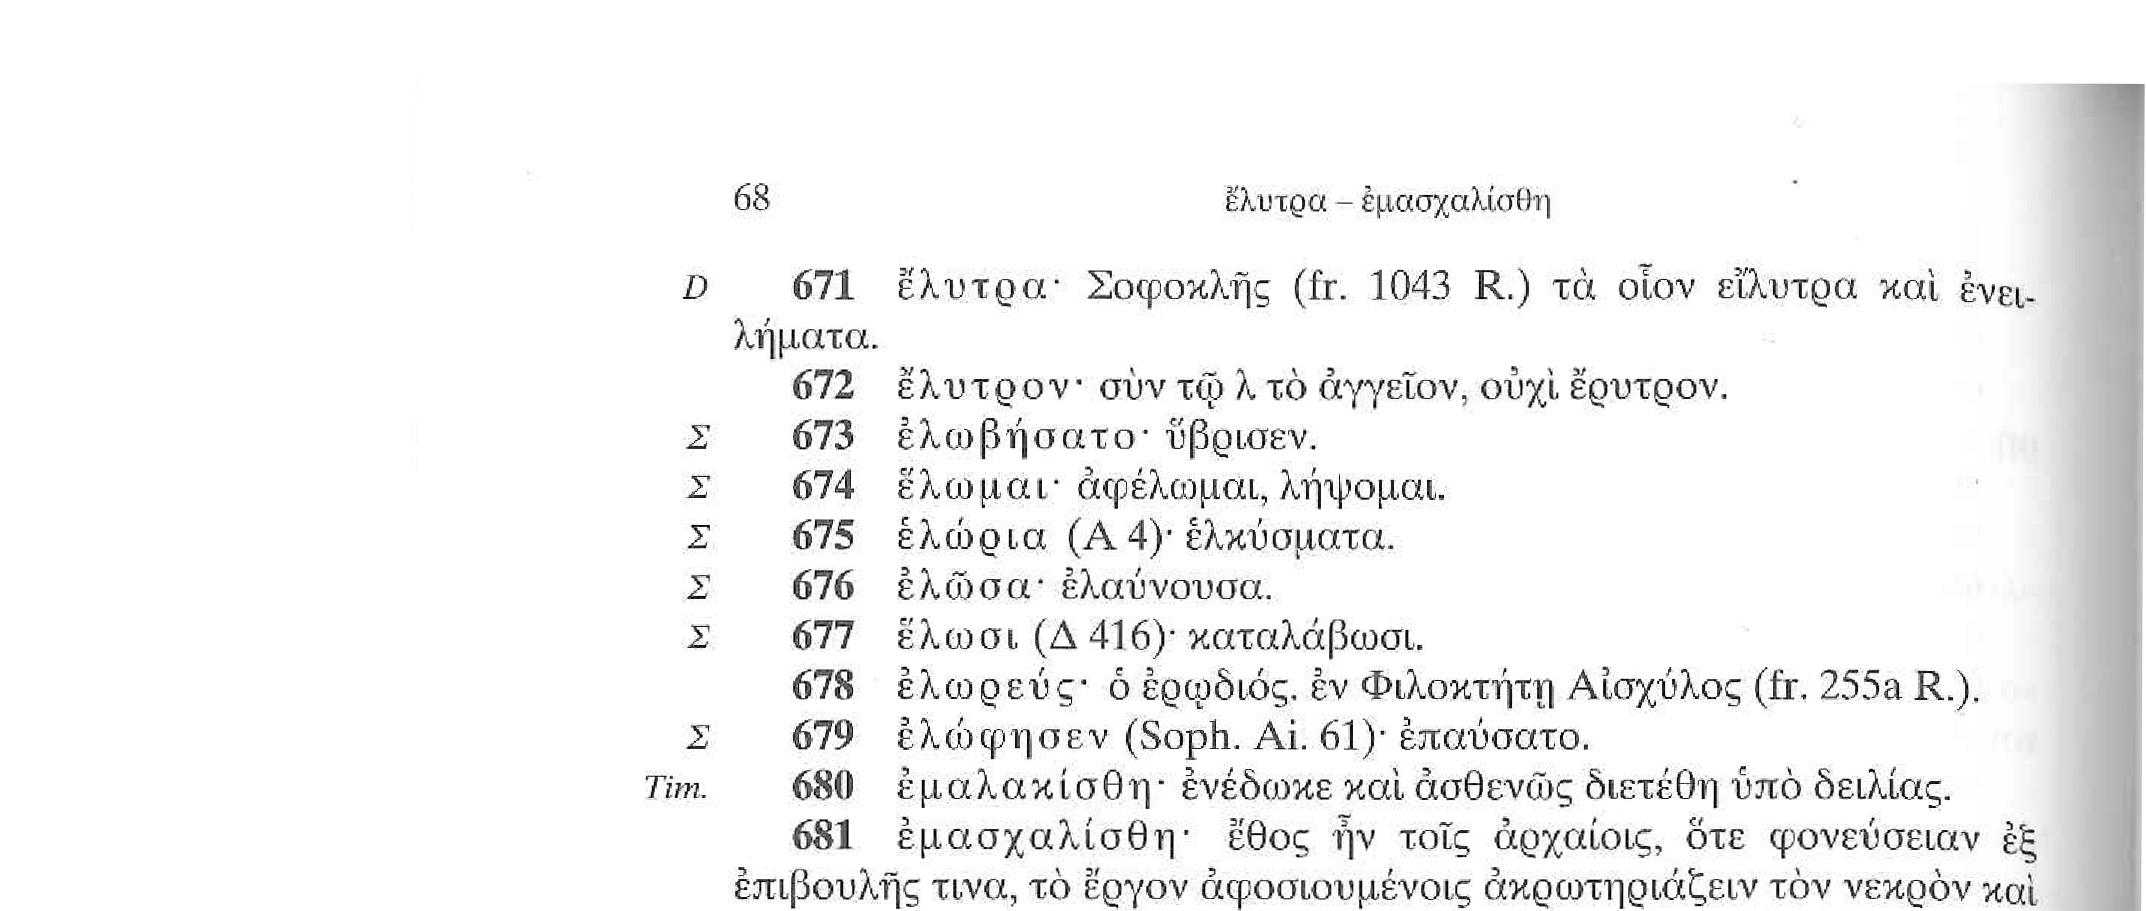 68 ἔλυτρα – ἐμασχαλίσθη
D 671 ἔλυτρα· Σοφοκλῆς (fr. 1043 R.) τὰ οἷον εἴλυτρα καὶ ἐνει-
λήματα.
672 ἔλυτρον· σὺν τῷ λ τὸ ἀγγεῖον, οὐχὶ ἔρυτρον.
Σ 673 ἐλωβήσατο· ὕβρισεν.
Σ 674 ἕλωμαι· ἀφέλωμαι, λήψομαι.
Σ 675 ἑλώρια (Α 4)· ἑλκύσματα.
Σ 676 ἐλῶσα· ἐλαύνουσα.
Σ 677 ἕλωσι (Δ 416)· καταλάβωσι.
678 ἐλωρεύς· ὁ ἐρῳδιός. ἐν Φιλοκτήτῃ Αἰσχύλος (fr. 255a R.).
Σ 679 ἐλώφησεν (Soph. Ai. 61)· ἐπαύσατο.
Tim. 680 ἐμαλακίσθη· ἐνέδωκε καὶ ἀσθενῶς διετέθη ὑπὸ δειλίας.
681 ἐμασχαλίσθη· ἔθος ἦν τοῖς ἀρχαίοις, ὅτε φονεύσειαν ἐξ
ἐπιβουλῆς τινα, τὸ ἔργον ἀφοσιουμένοις ἀκρωτηριάζειν τὸν νεκρὸν καὶ